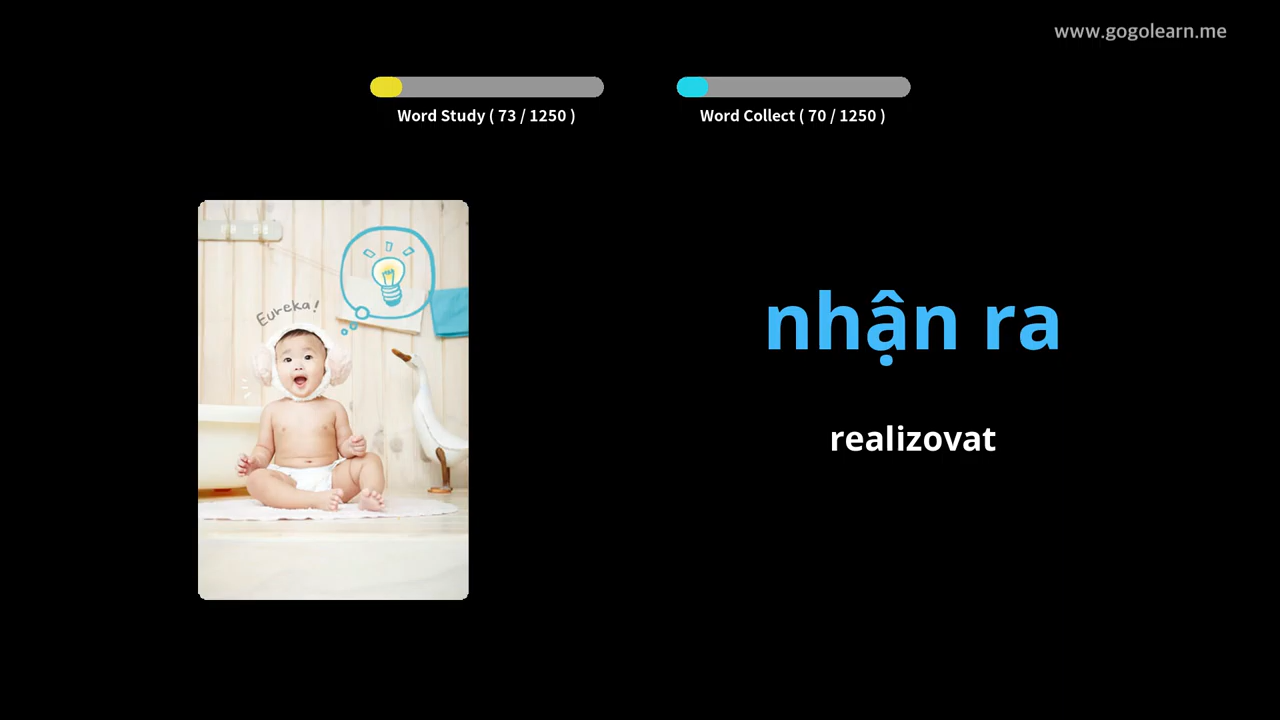 www.gogolearn.me
Word Study ( 73 / 1250 )
Word Collect ( 70 / 1250 )
Eureka!
nhận ra
realizovat